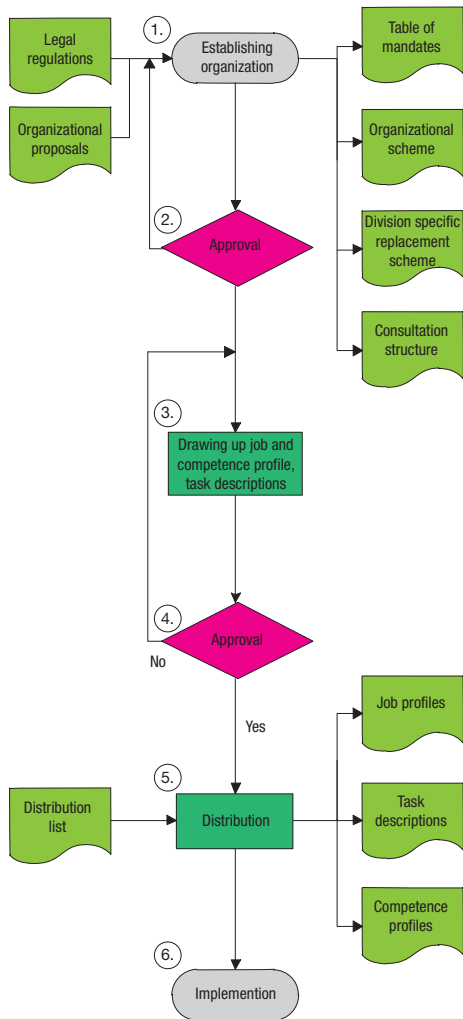 1.
Legal
regulations
Establishing
organization
Table of
mandates
Organizational
proposals
Organizational
scheme
2.
Approval
Division specific
replacement
scheme
Consultation
structure
3.
Drawing up job and
competence profile,
task descriptions
4.
Approval
No
Yes
Job profiles
5.
Distribution
list
Distribution
Task
descriptions
Competence
profiles
6.
Implemention